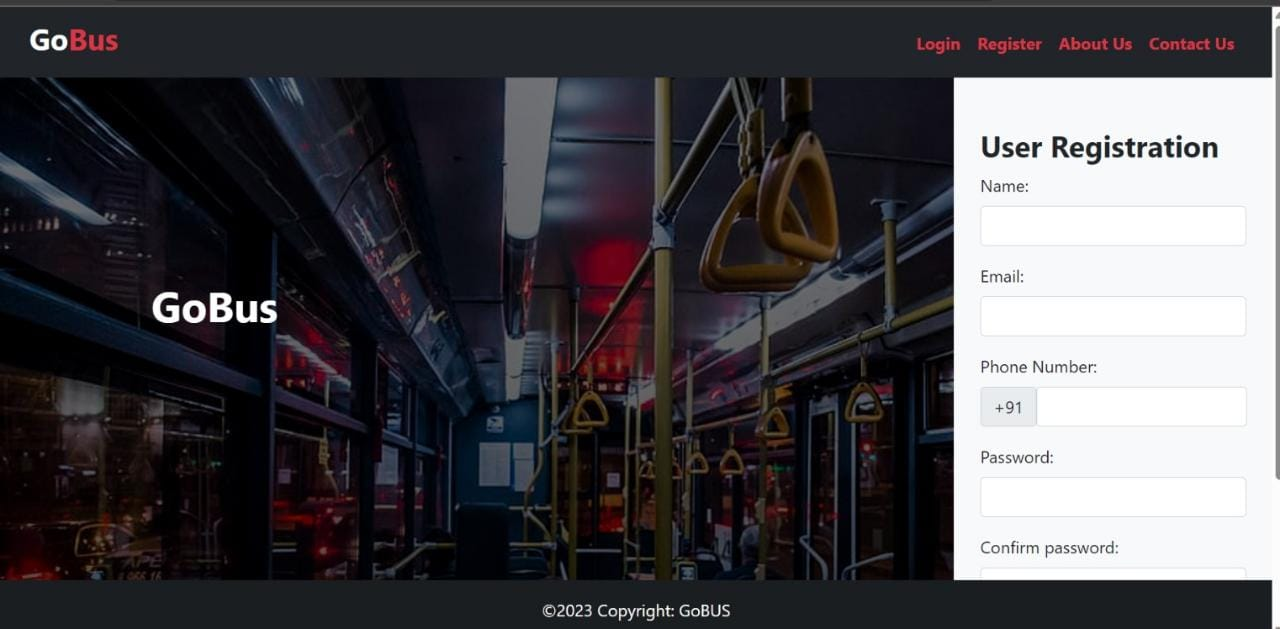 GoBus
Login Register About Us Contact Us
GoBus
User Registration
Name:
Email:
Phone Number:
+91
Password:
Confirm password:
©2023 Copyright: GoBUS